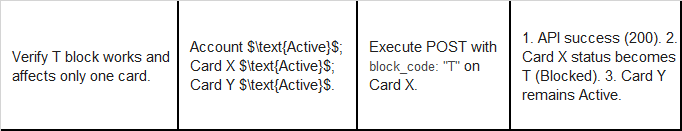 Verify T block works and
affects only one card.
Account $\text{Active}$;
Card X $\text{Active}$;
Card Y $\text{Active}$.
Execute POST with
block_code: "T" on
Card X.
1. API success (200). 2.
Card X status becomes
T (Blocked). 3. Card Y
remains Active.